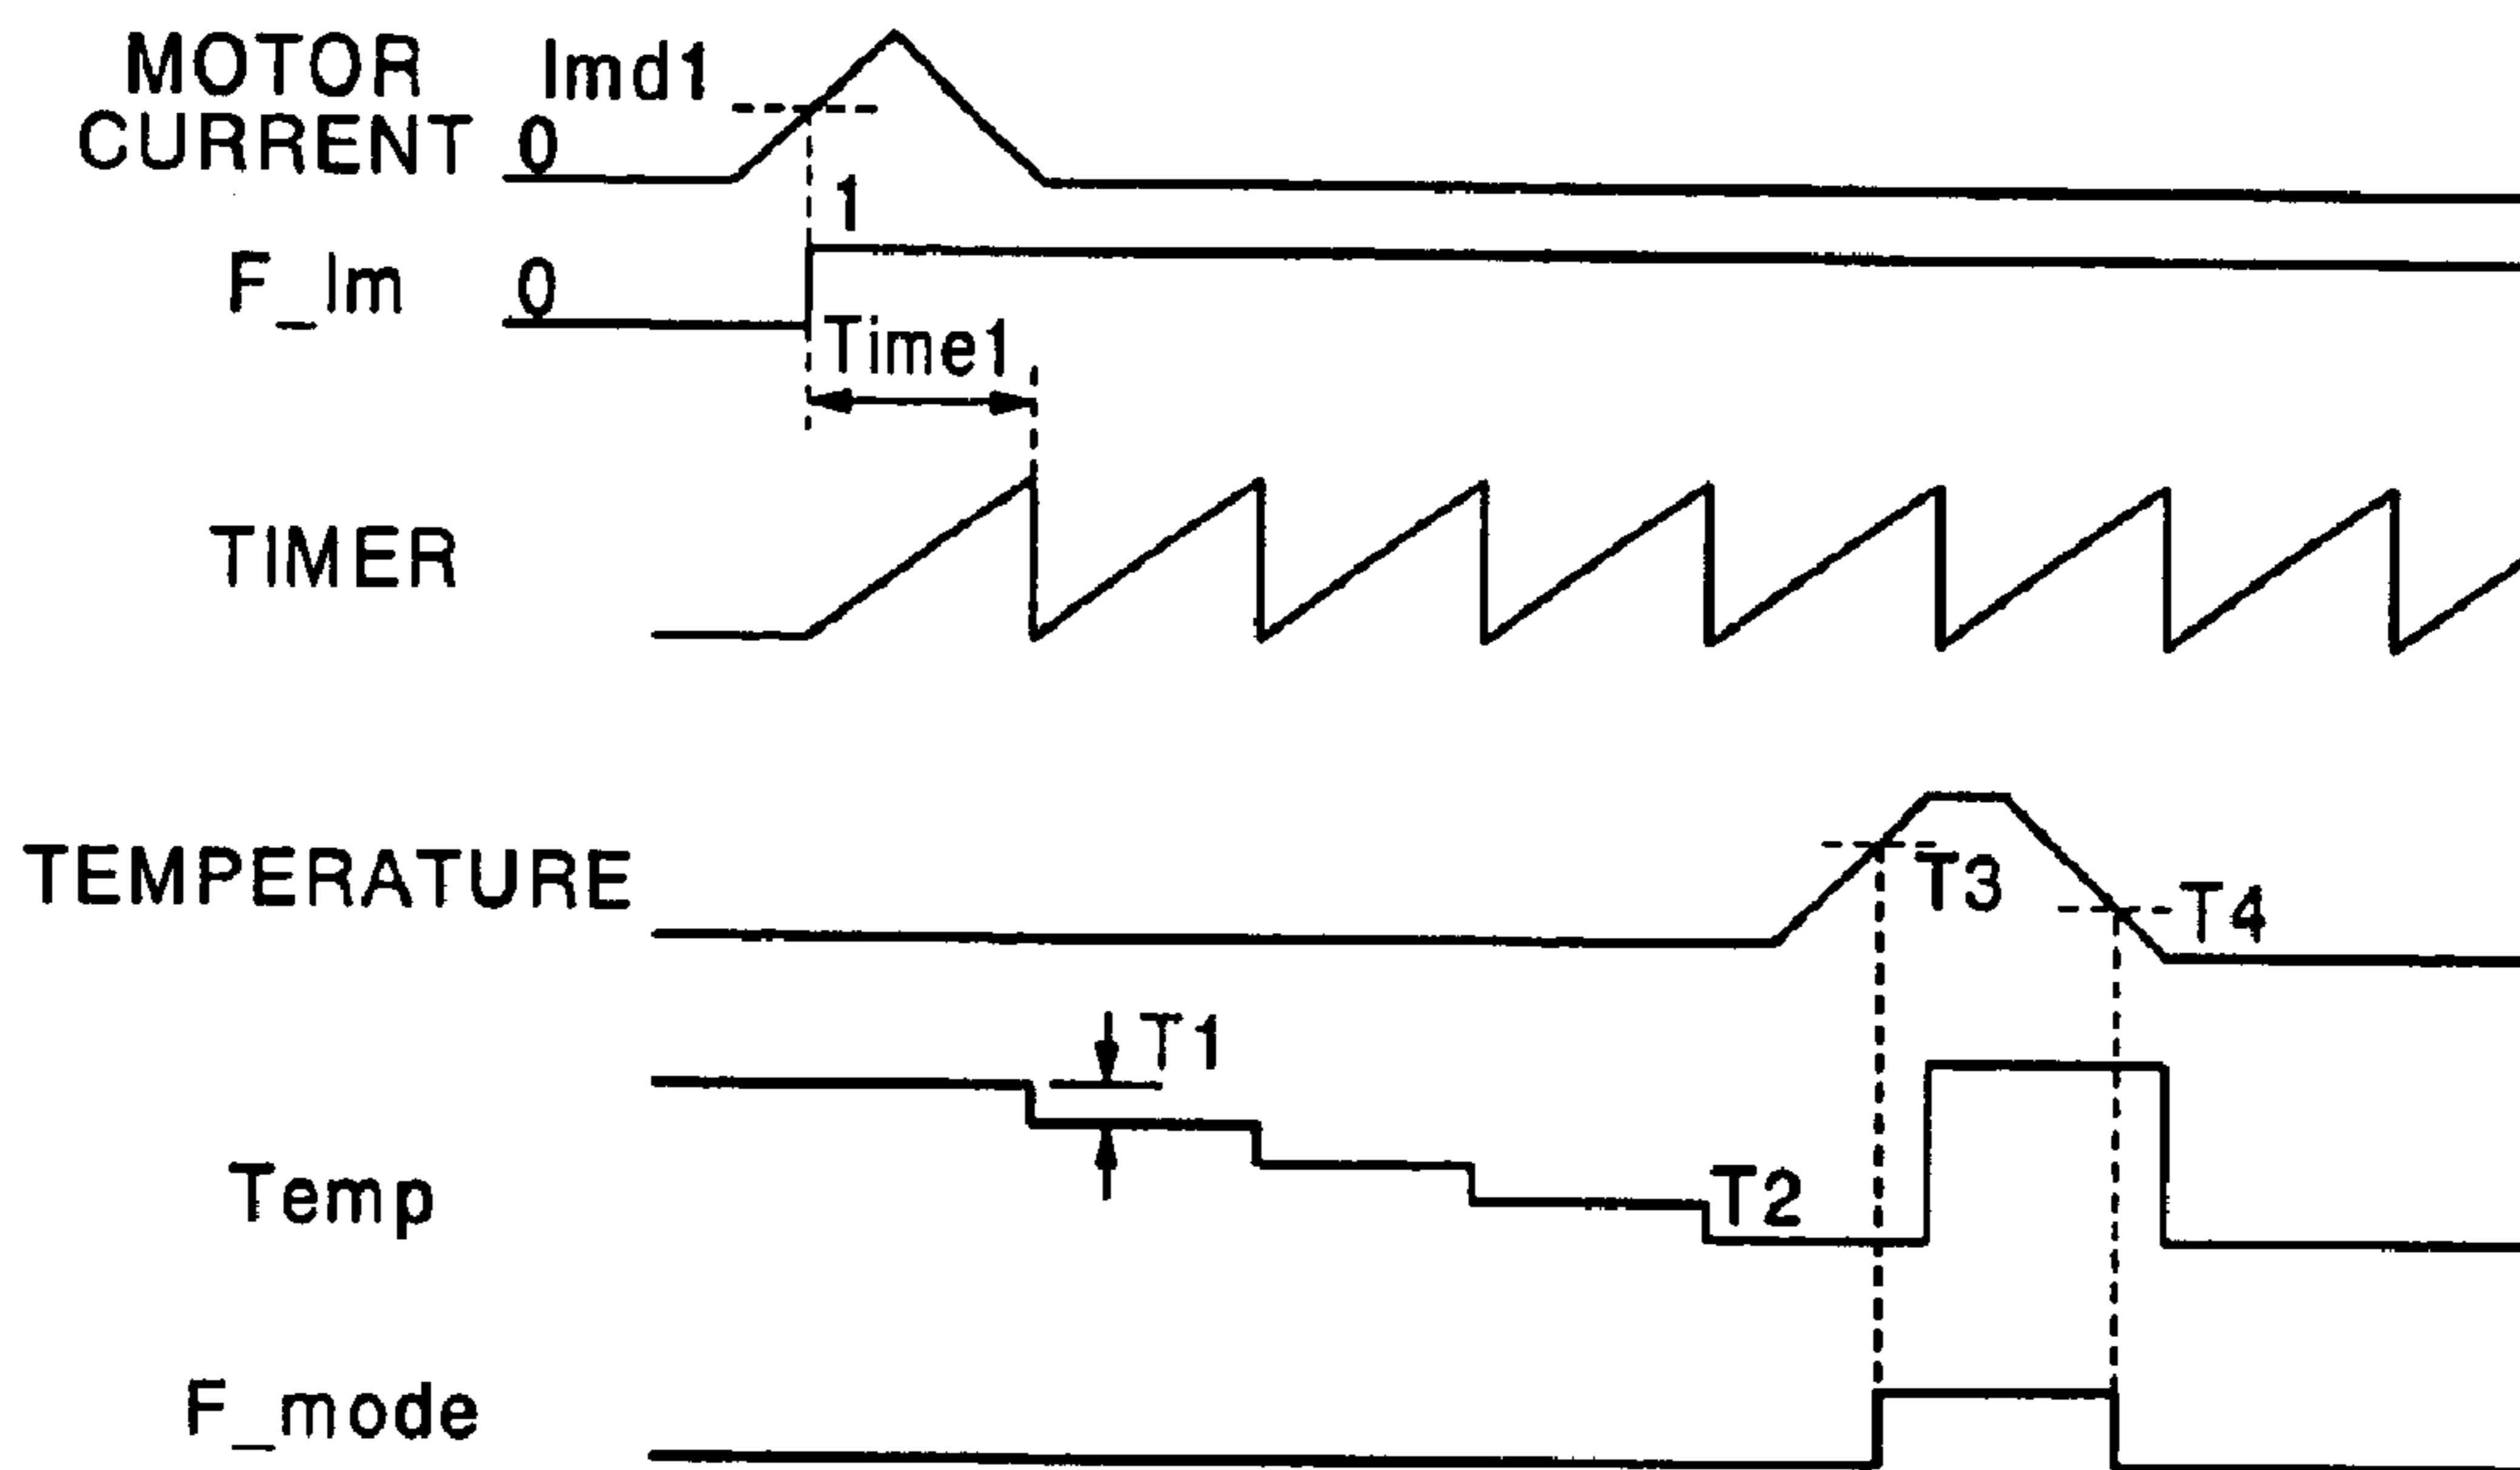 MOTOR
CURRENT
Imd1
0
1
F_Im
0
Time1
TIMER
TEMPERATURE
T3
T4
T1
Temp
T2
F_mode